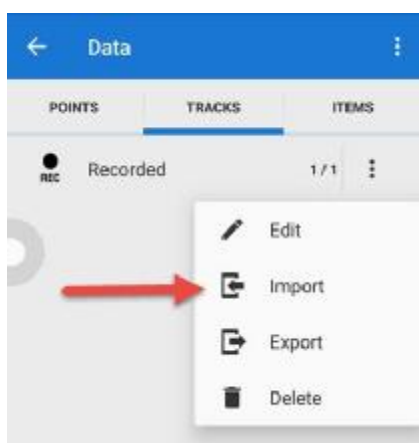 Data
POINTS TRACKS ITEMS
REC Recorded 1/1
Edit
Import
Export
Delete